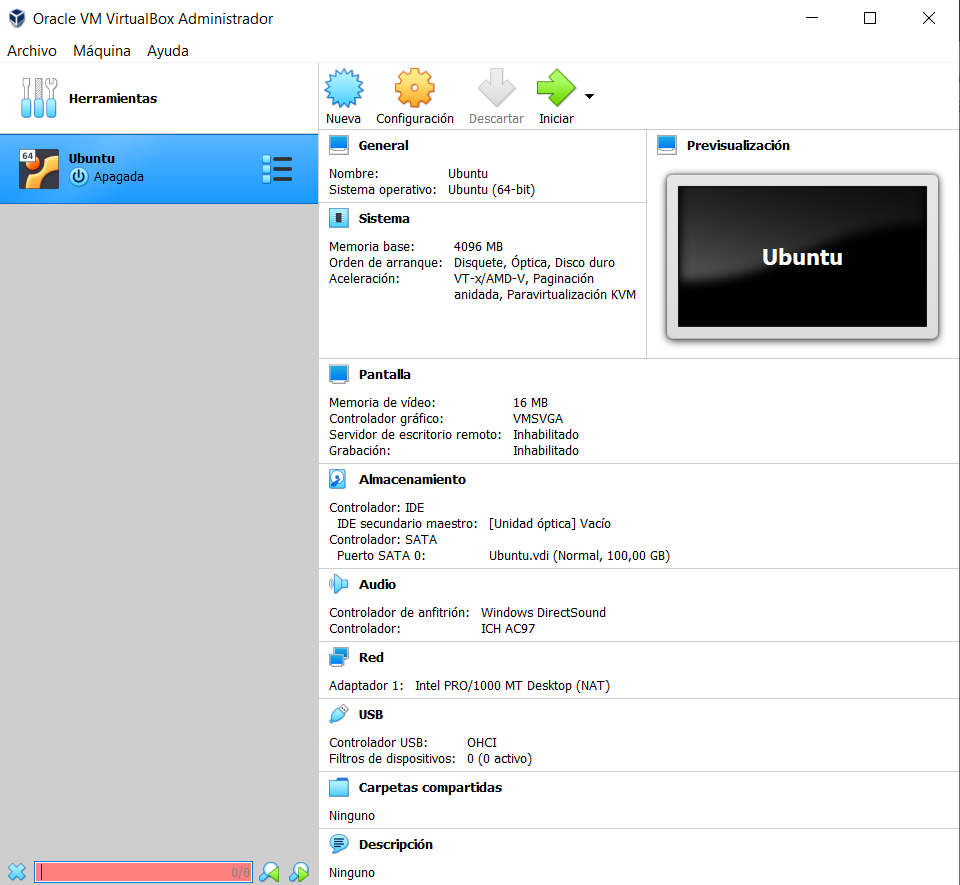 Oracle VM VirtualBox Administrador
Archivo Máquina Ayuda
Herramientas
64
Ubuntu
Apagada
Nueva Configuración Descartar Iniciar
General
Nombre: Ubuntu
Sistema operativo: Ubuntu (64-bit)
Previsualización
Ubuntu
Sistema
Memoria base: 4096 MB
Orden de arranque: Disquete, Óptica, Disco duro
Aceleración: VT-x/AMD-V, Paginación
anidada, Paravirtualización KVM
Pantalla
Memoria de vídeo: 16 MB
Controlador gráfico: VMSVGA
Servidor de escritorio remoto: Inhabilitado
Grabación: Inhabilitado
Almacenamiento
Controlador: IDE
IDE secundario maestro: [Unidad óptica] Vacío
Controlador: SATA
Puerto SATA 0: Ubuntu.vdi (Normal, 100,00 GB)
Audio
Controlador de anfitrión: Windows DirectSound
Controlador: ICH AC97
Red
Adaptador 1: Intel PRO/1000 MT Desktop (NAT)
USB
Controlador USB: OHCI
Filtros de dispositivos: 0 (0 activo)
Carpetas compartidas
Ninguno
Descripción
Ninguno
0/0